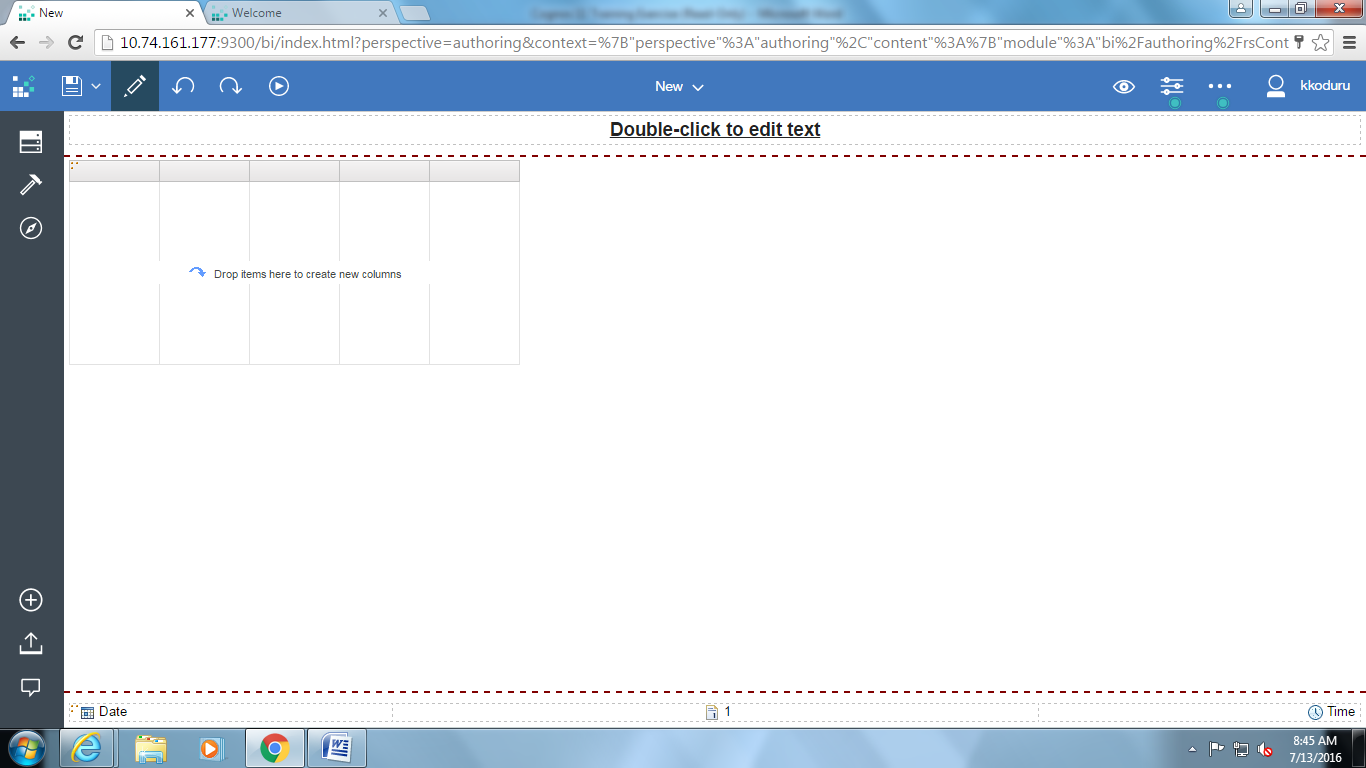 New
Welcome
10.74.161.177:9300/bi/index.html?perspective=authoring&context=%7B"perspective"%3A"authoring"%2C"content"%3A%7B"module"%3A"bi%2Fauthoring%2FrsCont
New
kkoduru
Double-click to edit text
Drop items here to create new columns
Date
1
Time
8:45 AM
7/13/2016